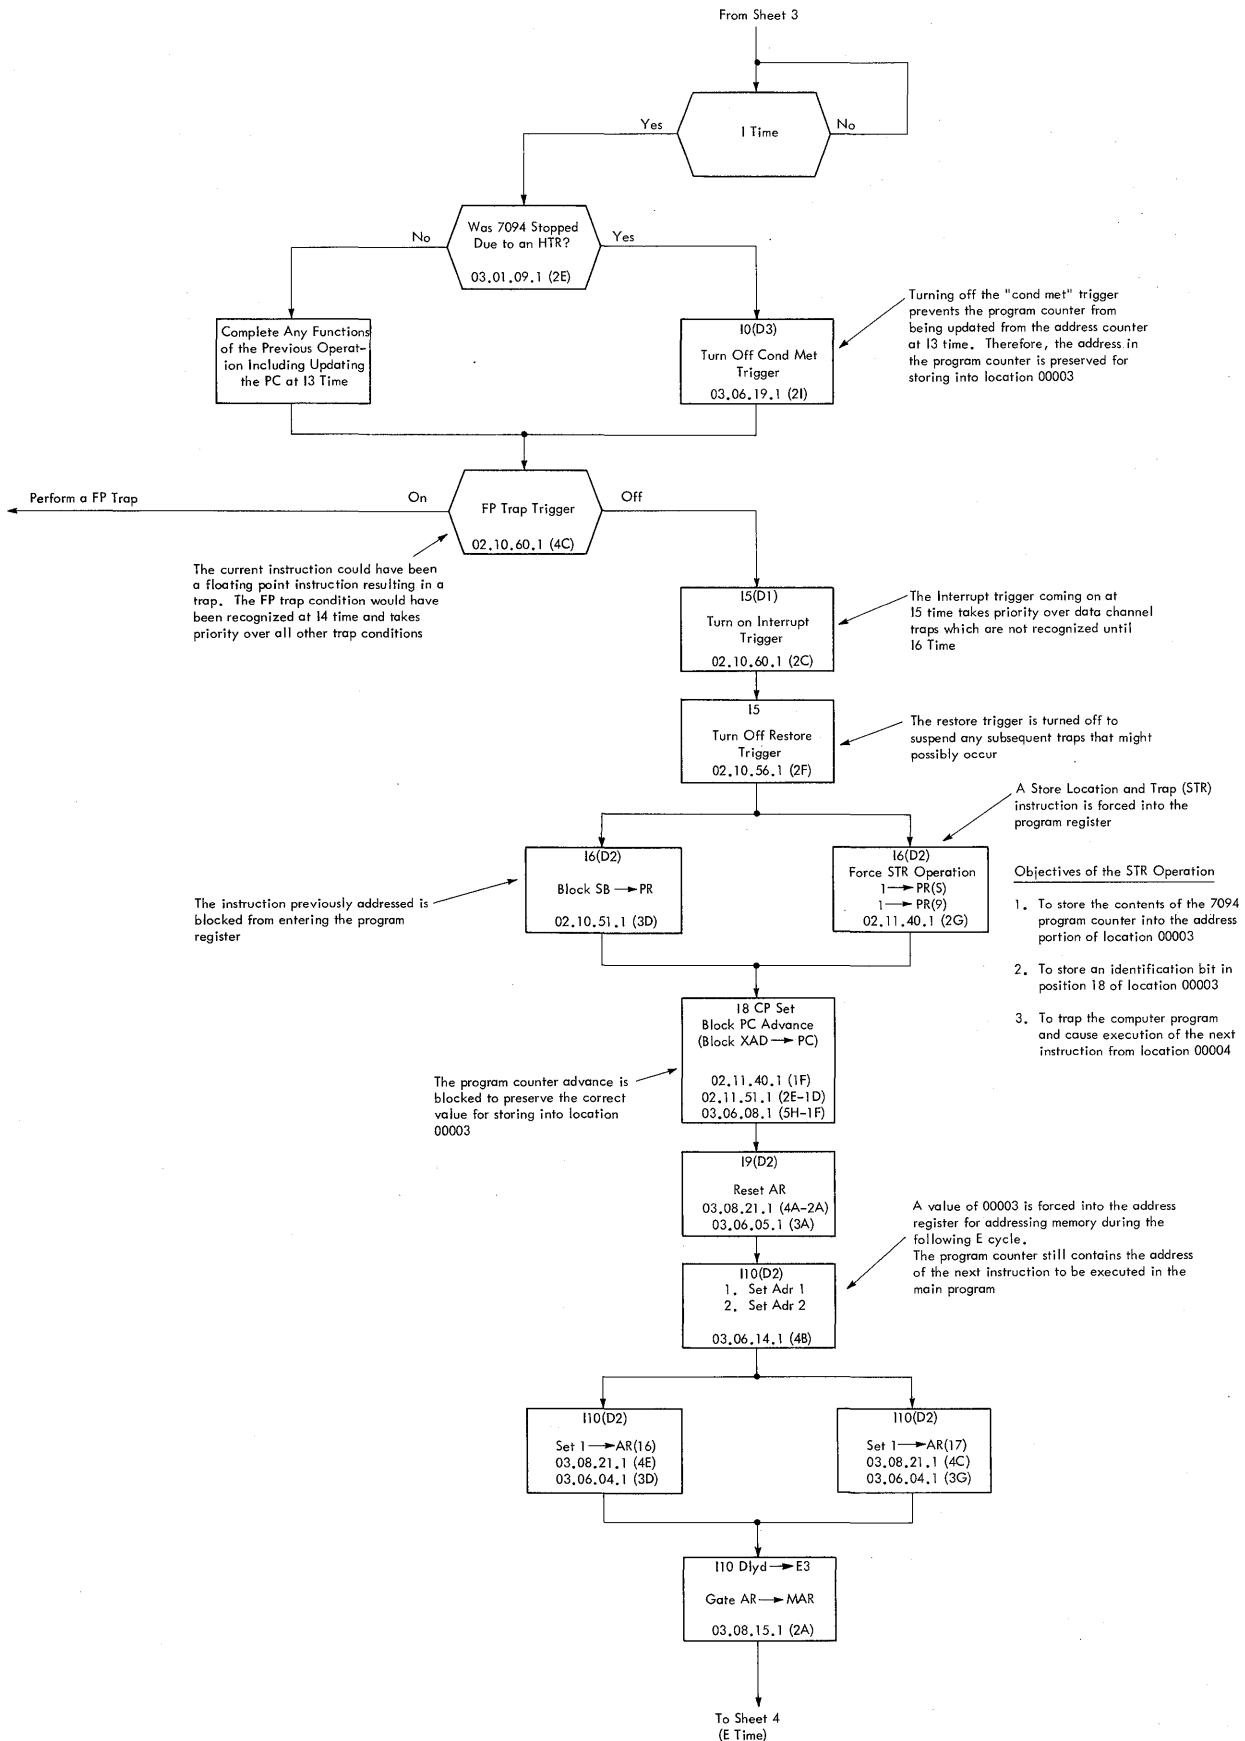 From Sheet 3
I Time
Yes
No
Was 7094 Stopped
Due to an HTR?
03.01.09.1 (2E)
No
Yes
Complete Any Functions
of the Previous Operat-
ion Including Updating
the PC at I3 Time
I0(D3)
Turn Off Cond Met
Trigger
03.06.19.1 (2I)
Turning off the "cond met" trigger
prevents the program counter from
being updated from the address counter
at I3 time. Therefore, the address in
the program counter is preserved for
storing into location 00003
Perform a FP Trap
On
FP Trap Trigger
02.10.60.1 (4C)
Off
The current instruction could have been
a floating point instruction resulting in a
trap. The FP trap condition would have
been recognized at I4 time and takes
priority over all other trap conditions
I5(D1)
Turn on Interrupt
Trigger
02.10.60.1 (2C)
The Interrupt trigger coming on at
I5 time takes priority over data channel
traps which are not recognized until
I6 Time
I5
Turn Off Restore
Trigger
02.10.56.1 (2F)
The restore trigger is turned off to
suspend any subsequent traps that might
possibly occur
A Store Location and Trap (STR)
instruction is forced into the
program register
I6(D2)
Block SB → PR
02.10.51.1 (3D)
The instruction previously addressed is
blocked from entering the program
register
I6(D2)
Force STR Operation
1 → PR(S)
1 → PR(9)
02.11.40.1 (2G)
Objectives of the STR Operation
1. To store the contents of the 7094
program counter into the address
portion of location 00003
2. To store an identification bit in
position 18 of location 00003
3. To trap the computer program
and cause execution of the next
instruction from location 00004
I8 CP Set
Block PC Advance
(Block XAD → PC)
02.11.40.1 (1F)
02.11.51.1 (2E-1D)
03.06.08.1 (5H-1F)
The program counter advance is
blocked to preserve the correct
value for storing into location
00003
I9(D2)
Reset AR
03.08.21.1 (4A-2A)
03.06.05.1 (3A)
A value of 00003 is forced into the address
register for addressing memory during the
following E cycle.
The program counter still contains the address
of the next instruction to be executed in the
main program
I10(D2)
1. Set Adr 1
2. Set Adr 2
03.06.14.1 (4B)
I10(D2)
Set 1 → AR(16)
03.08.21.1 (4E)
03.06.04.1 (3D)
I10(D2)
Set 1 → AR(17)
03.08.21.1 (4C)
03.06.04.1 (3G)
I10 Dlyd → E3
Gate AR → MAR
03.08.15.1 (2A)
To Sheet 4
(E Time)